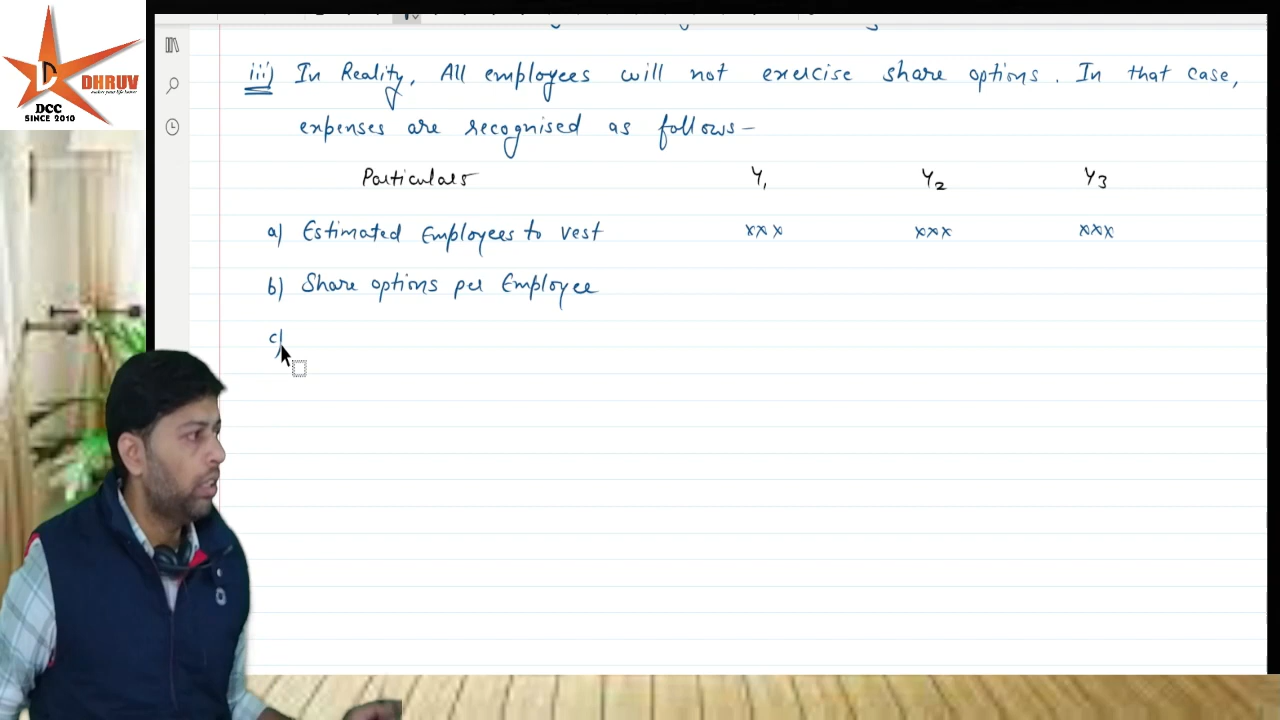 D
DHRUV
DCC
SINCE 2010
iii) In Reality, All employees will not exercise share options. In that case,
expenses are recognised as follows -
Particulars Y1 Y2 Y3
a) Estimated Employees to vest xxx xxx xxx
b) Share options per Employee
c)